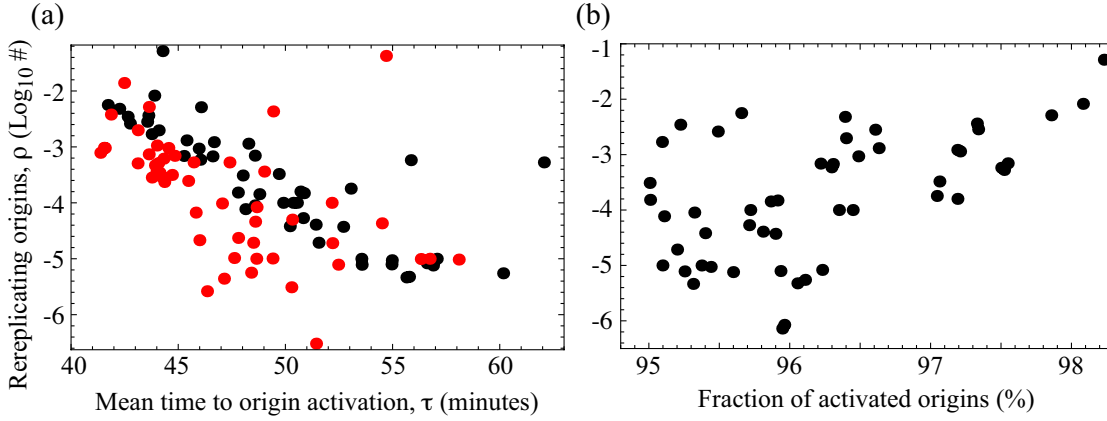 (a)
(b)
Rereplicating origins, ρ (Log10 #)
-2
-3
-4
-5
-6
40 45 50 55 60
Mean time to origin activation, τ (minutes)
-1
-2
-3
-4
-5
-6
95 96 97 98
Fraction of activated origins (%)